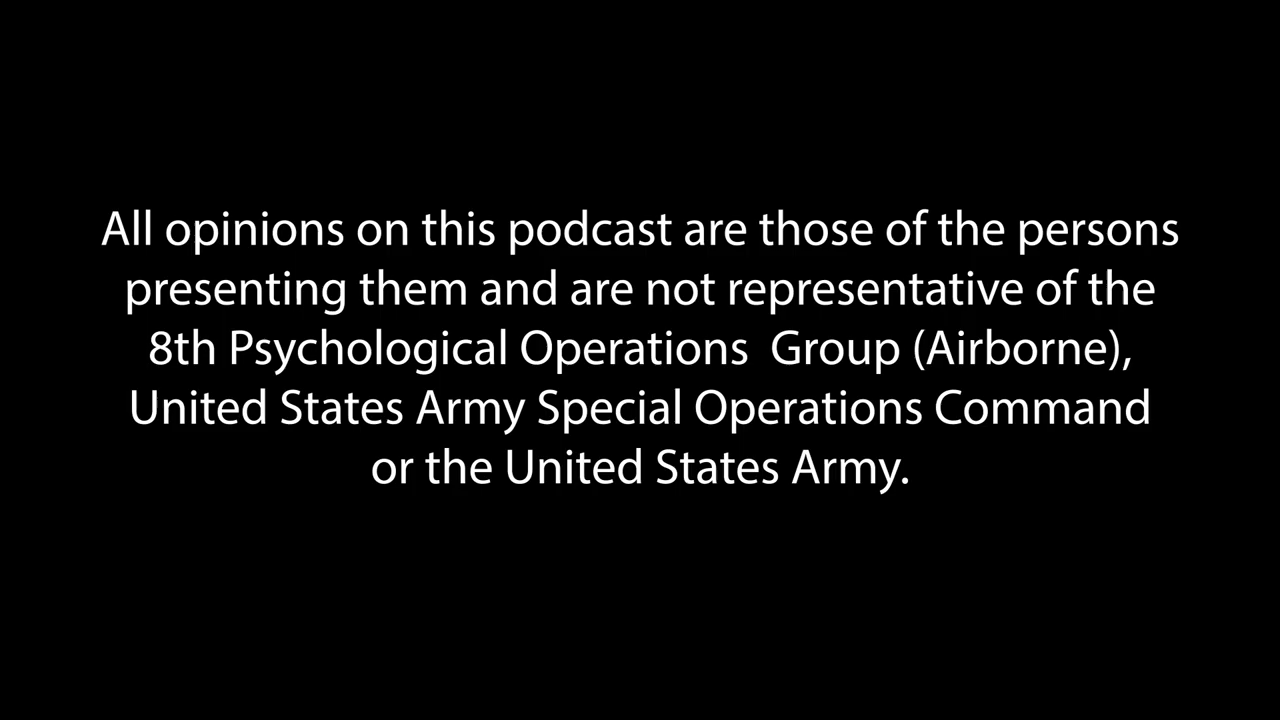 All opinions on this podcast are those of the persons
presenting them and are not representative of the
8th Psychological Operations  Group (Airborne),
United States Army Special Operations Command
or the United States Army.